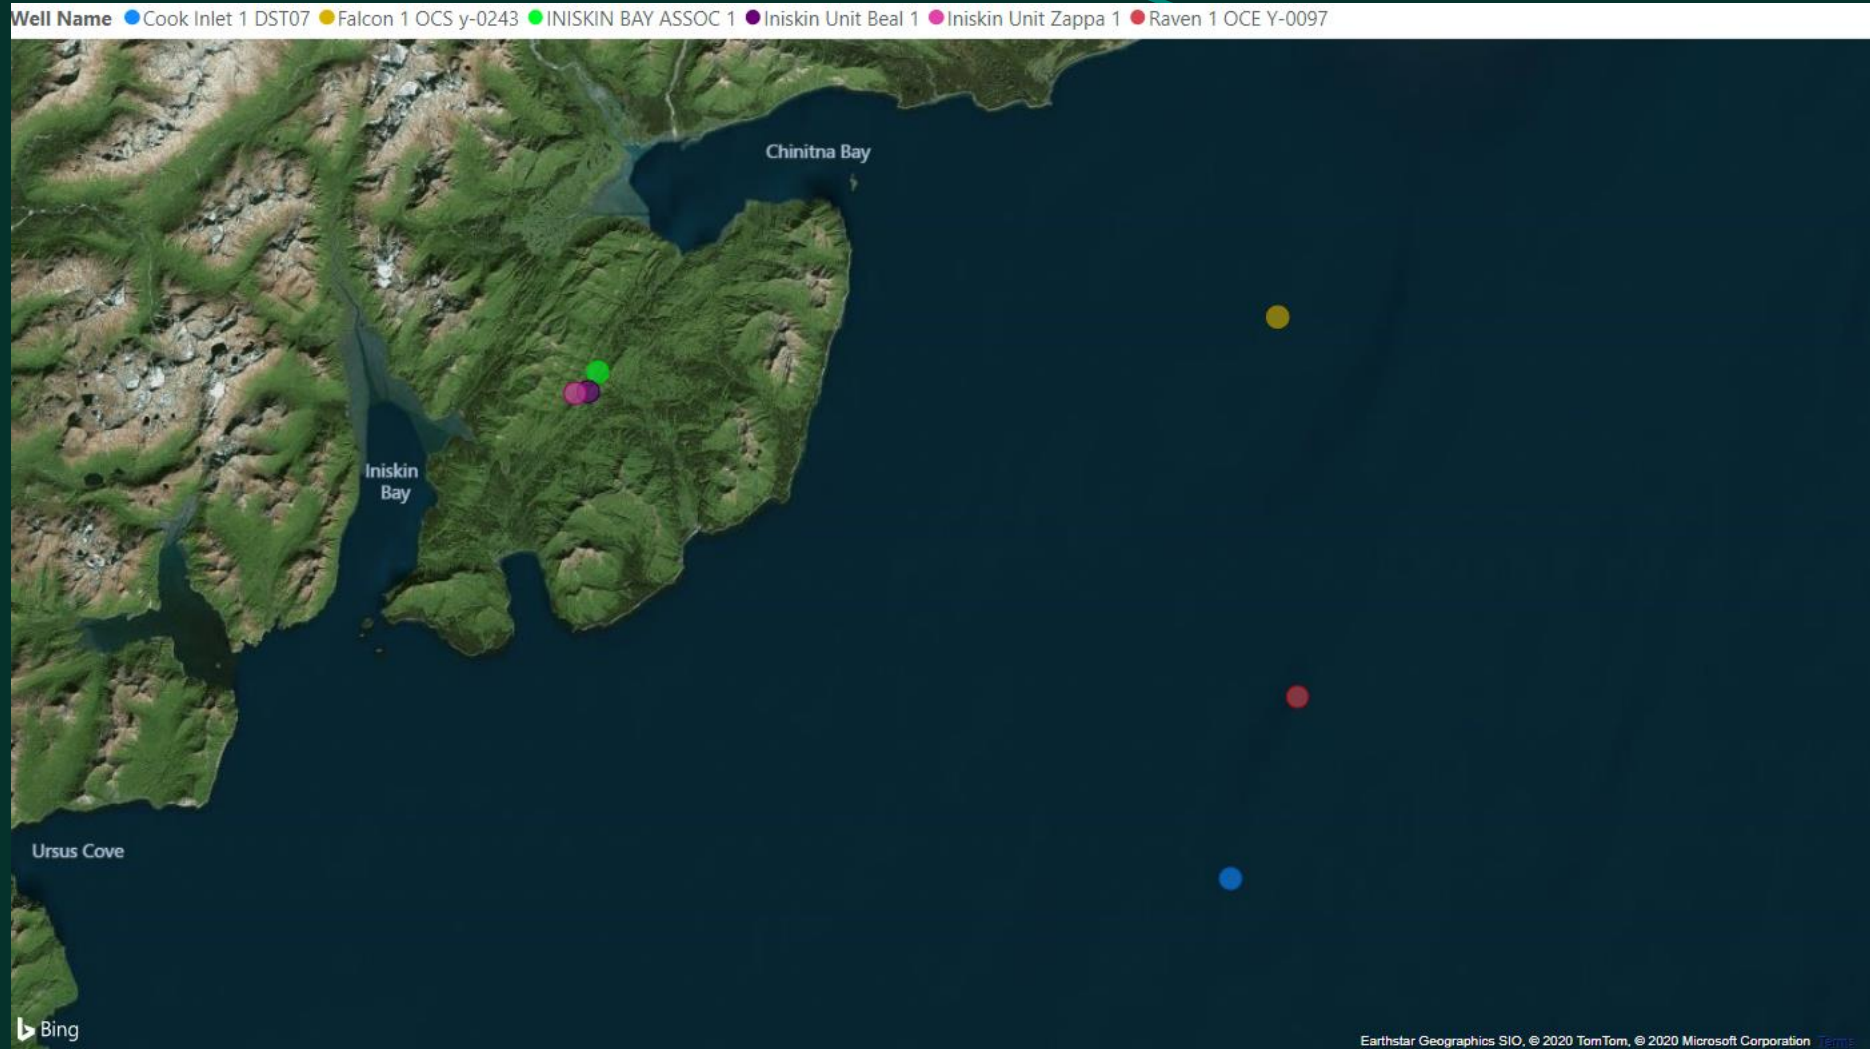 Well Name Cook Inlet 1 DST07 Falcon 1 OCS y-0243 INISKIN BAY ASSOC 1 Iniskin Unit Beal 1 Iniskin Unit Zappa 1 Raven 1 OCE Y-0097
Chinitna Bay
Iniskin
Bay
Ursus Cove
Bing
Earthstar Geographics SIO, © 2020 TomTom, © 2020 Microsoft Corporation Terms